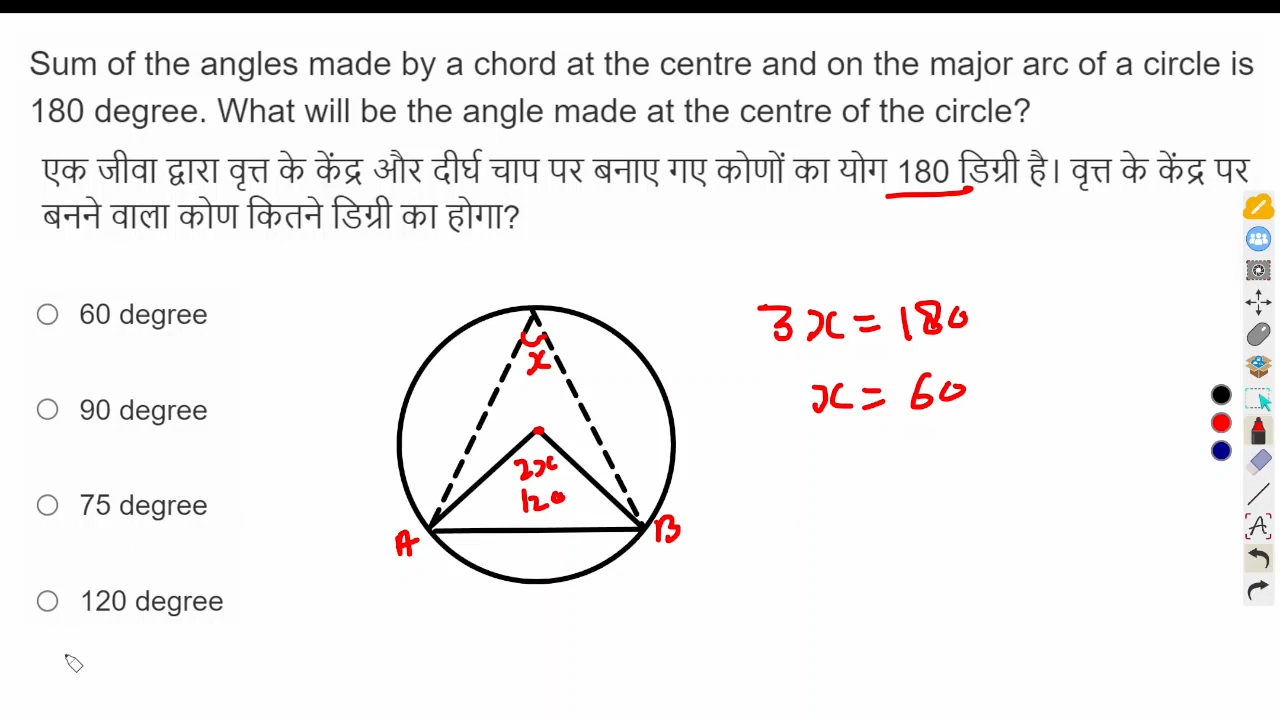 Sum of the angles made by a chord at the centre and on the major arc of a circle is
180 degree. What will be the angle made at the centre of the circle?
एक जीवा द्वारा वृत्त के केंद्र और दीर्घ चाप पर बनाए गए कोणों का योग 180 डिग्री है। वृत्त के केंद्र पर
बनने वाला कोण कितने डिग्री का होगा?
60 degree
90 degree
75 degree
120 degree
x
2x
120
A
B
3x = 180
x = 60
A